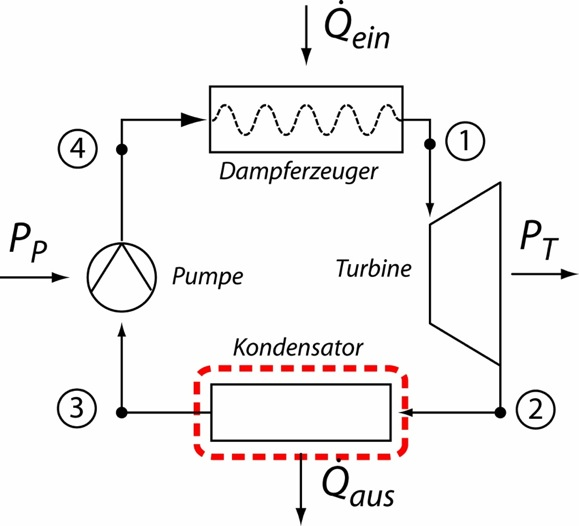 Q̇ein
4
1
Dampferzeuger
PP
Pumpe
Turbine
PT
Kondensator
3
2
Q̇aus